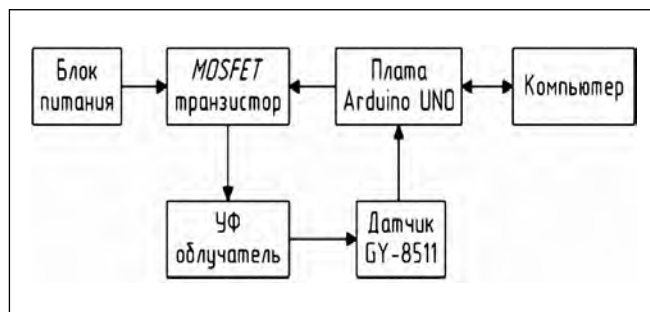 Блок
питания
MOSFET
транзистор
Плата
Arduino UNO
Компьютер
УФ
облучатель
Датчик
GY-8511